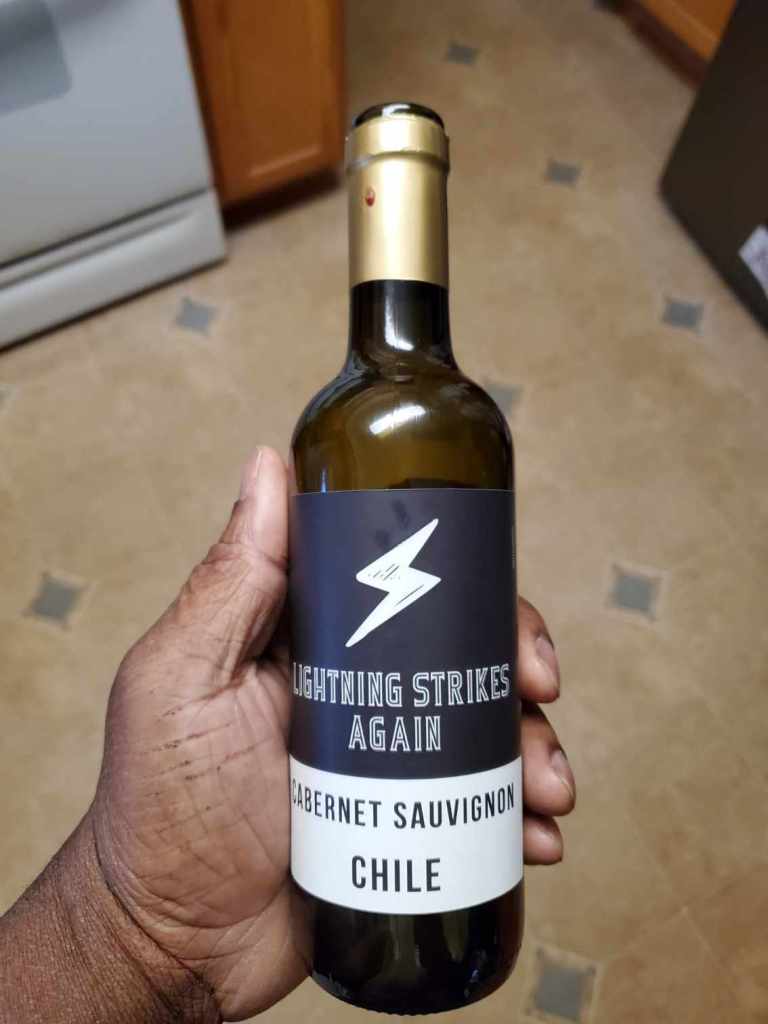 LIGHTNING STRIKES
AGAIN
CABERNET SAUVIGNON
CHILE